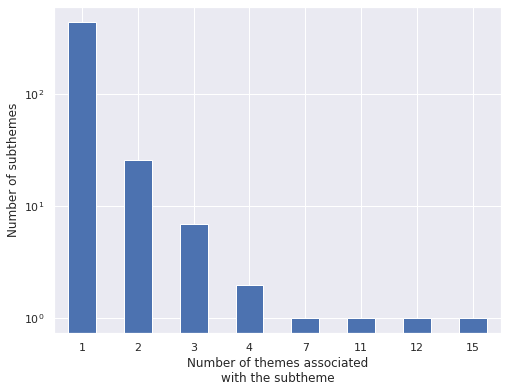 Number of subthemes
10²
10¹
10⁰
1 2 3 4 7 11 12 15
Number of themes associated
with the subtheme